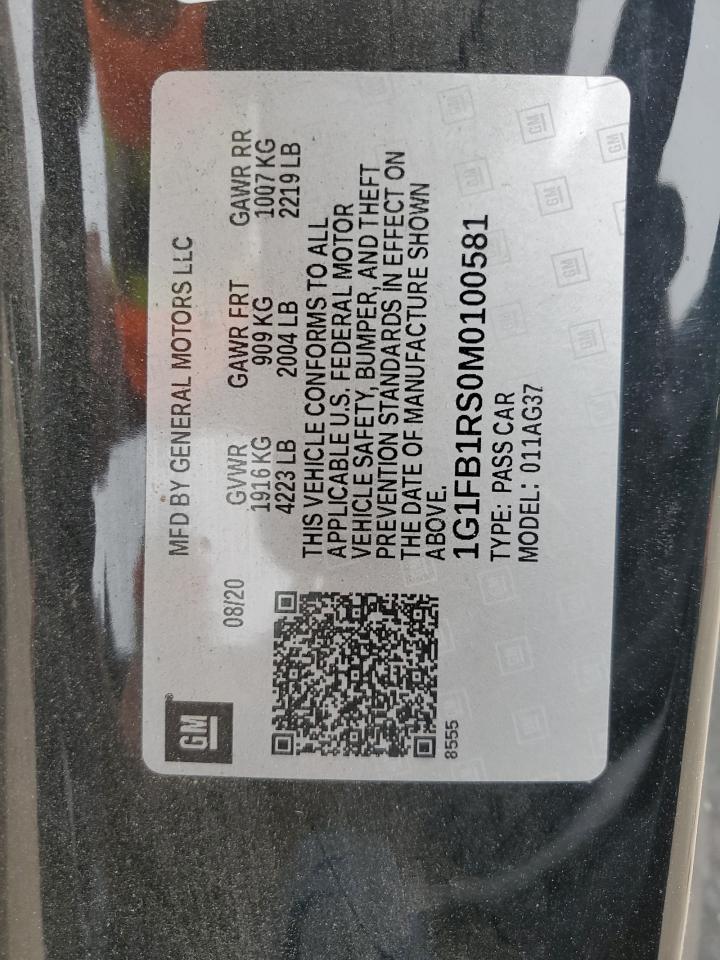 GM®
MFD BY GENERAL MOTORS LLC
08/20
GVWR GAWR FRT GAWR RR
1916 KG 909 KG 1007 KG
4223 LB 2004 LB 2219 LB
THIS VEHICLE CONFORMS TO ALL
APPLICABLE U.S. FEDERAL MOTOR
VEHICLE SAFETY, BUMPER, AND THEFT
PREVENTION STANDARDS IN EFFECT ON
THE DATE OF MANUFACTURE SHOWN
ABOVE.
1G1FB1RS0M0100581
TYPE: PASS CAR
MODEL: 011AG37
8555